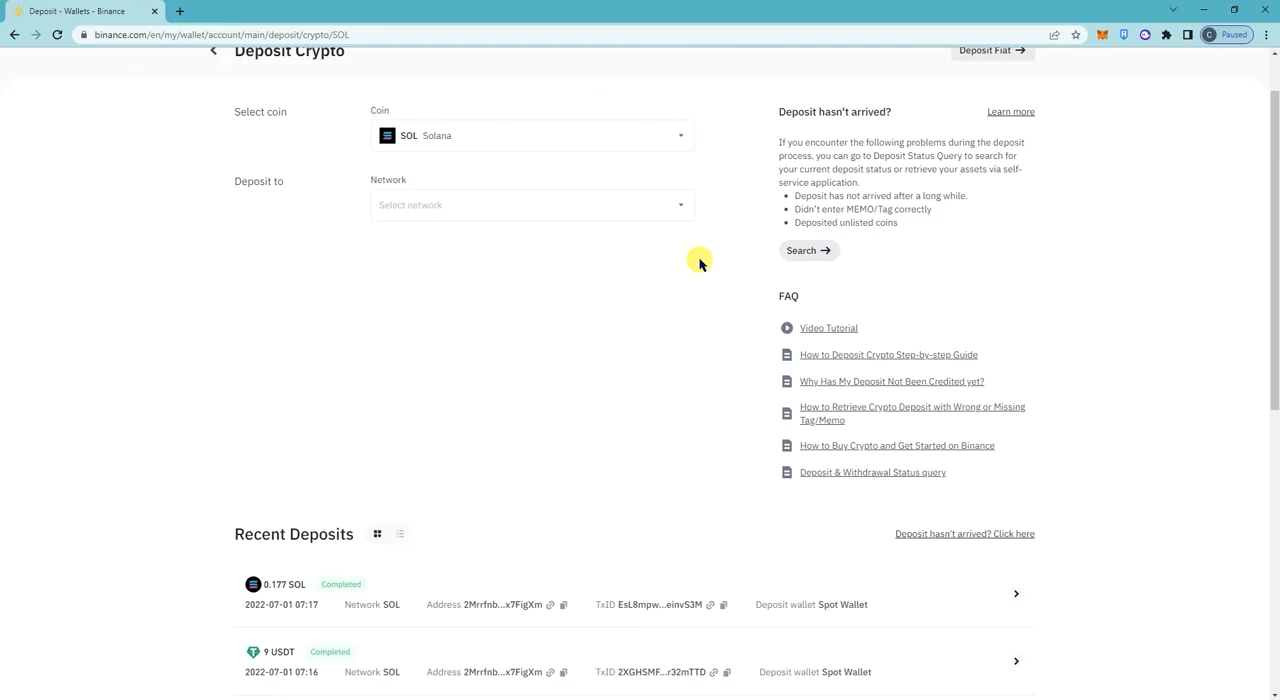 Deposit - Wallets - Binance
binance.com/en/my/wallet/account/main/deposit/crypto/SOL
C Paused
Deposit Crypto
Deposit Fiat
Select coin
Coin
SOL Solana
Deposit to
Network
Select network
Deposit hasn't arrived?
Learn more
If you encounter the following problems during the deposit
process, you can go to Deposit Status Query to search for
your current deposit status or retrieve your assets via self-
service application.
Deposit has not arrived after a long while.
Didn't enter MEMO/Tag correctly
Deposited unlisted coins
Search
FAQ
Video Tutorial
How to Deposit Crypto Step-by-step Guide
Why Has My Deposit Not Been Credited yet?
How to Retrieve Crypto Deposit with Wrong or Missing
Tag/Memo
How to Buy Crypto and Get Started on Binance
Deposit & Withdrawal Status query
Recent Deposits
Deposit hasn't arrived? Click here
0.177 SOL Completed
2022-07-01 07:17 Network SOL Address 2Mrrfnb...x7FigXm TxID EsL8mpw...einvS3M Deposit wallet Spot Wallet
9 USDT Completed
2022-07-01 07:16 Network SOL Address 2Mrrfnb...x7FigXm TxID 2XGHSMF...r32mTTD Deposit wallet Spot Wallet